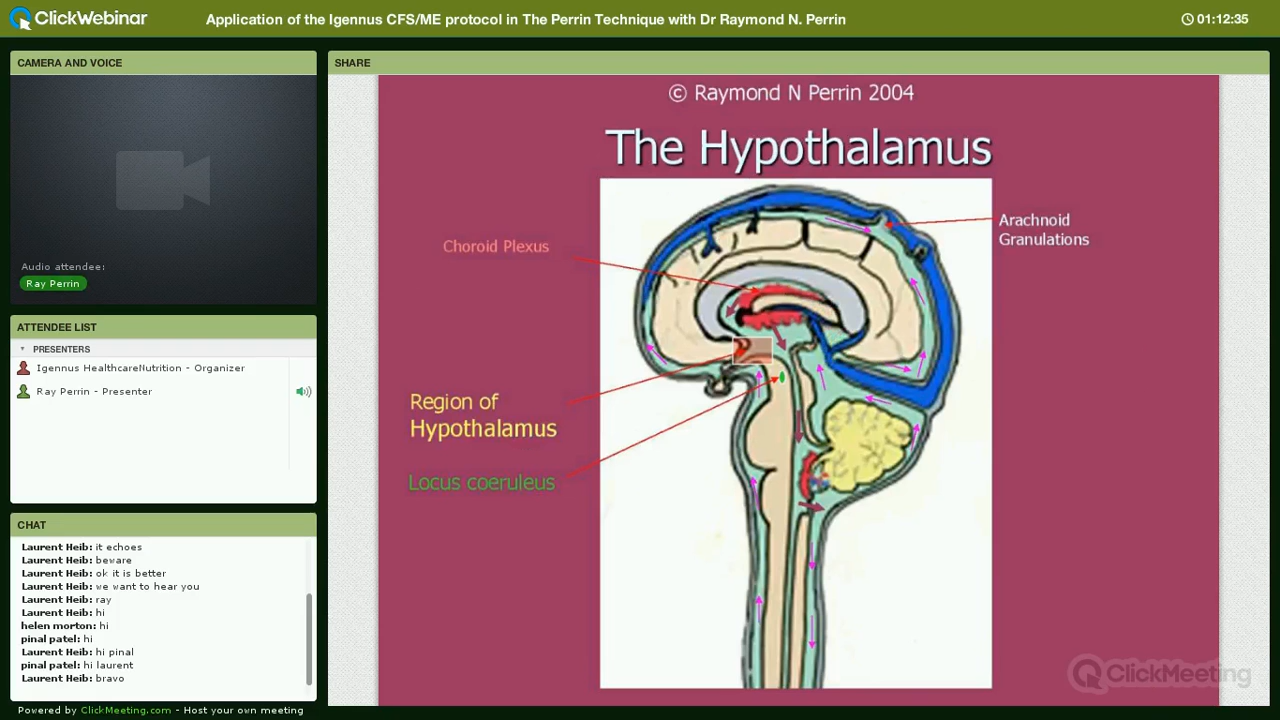 ClickWebinar
Application of the Igennus CFS/ME protocol in The Perrin Technique with Dr Raymond N. Perrin
01:12:35
CAMERA AND VOICE
Audio attendee:
Ray Perrin
ATTENDEE LIST
PRESENTERS
Igennus HealthcareNutrition - Organizer
Ray Perrin - Presenter
CHAT
Laurent Heib: it echoes
Laurent Heib: beware
Laurent Heib: ok it is better
Laurent Heib: we want to hear you
Laurent Heib: ray
Laurent Heib: hi
helen morton: hi
pinal patel: hi
Laurent Heib: hi pinal
pinal patel: hi laurent
Laurent Heib: bravo
Powered by ClickMeeting.com - Host your own meeting
SHARE
© Raymond N Perrin 2004
The Hypothalamus
Choroid Plexus
Arachnoid
Granulations
Region of
Hypothalamus
Locus coeruleus
ClickMeeting